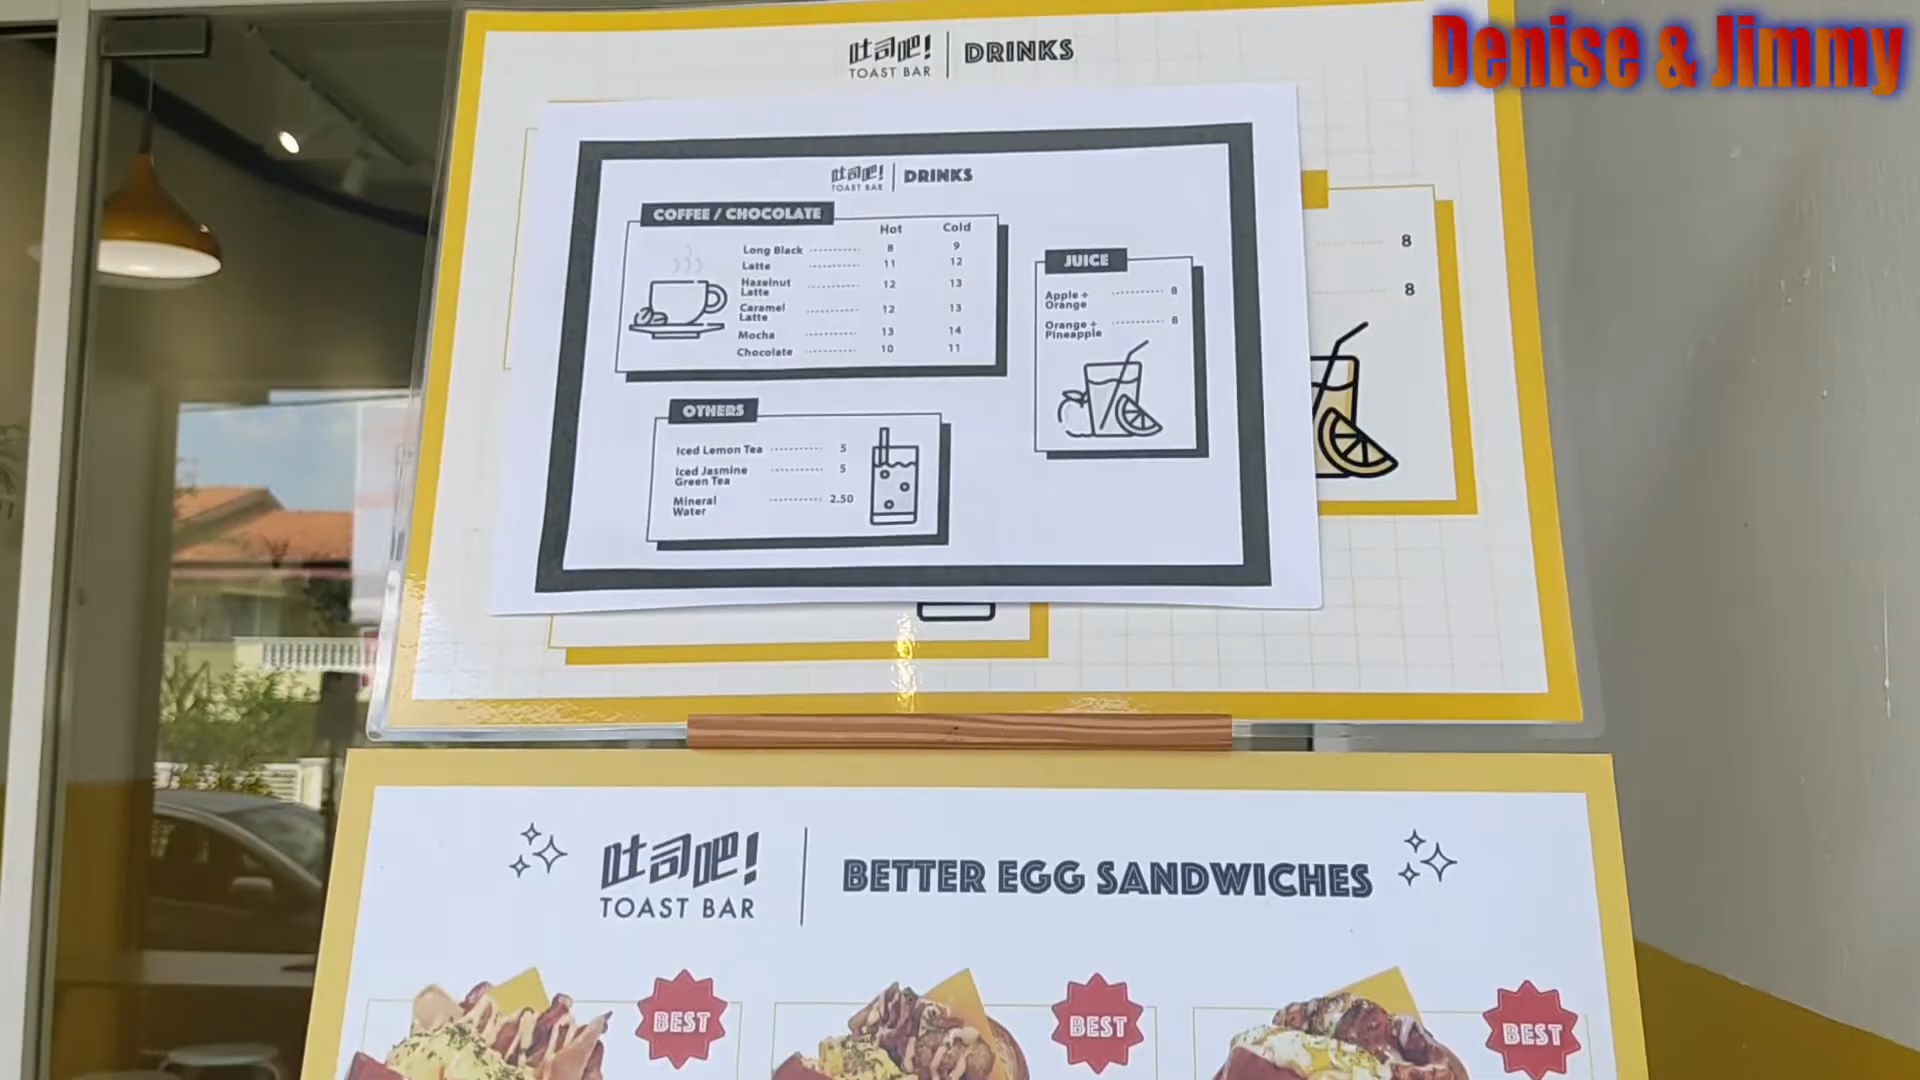 Denise & Jimmy
吐司吧! DRINKS
TOAST BAR
吐司吧! DRINKS
TOAST BAR
COFFEE / CHOCOLATE
Hot Cold
Long Black 8 9
Latte 11 12
Hazelnut
Latte 12 13
Caramel
Latte 12 13
Mocha 13 14
Chocolate 10 11
JUICE
Apple +
Orange 8
Orange +
Pineapple 8
OTHERS
Iced Lemon Tea 5
Iced Jasmine
Green Tea 5
Mineral
Water 2.50
8
8
吐司吧! BETTER EGG SANDWICHES
TOAST BAR
BEST
BEST
BEST